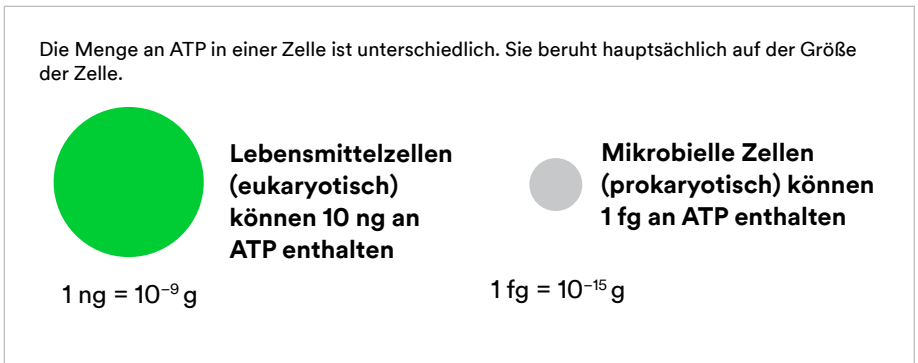 Die Menge an ATP in einer Zelle ist unterschiedlich. Sie beruht hauptsächlich auf der Größe
der Zelle.
Lebensmittelzellen
(eukaryotisch)
können 10 ng an
ATP enthalten
1 ng = 10⁻⁹ g
Mikrobielle Zellen
(prokaryotisch) können
1 fg an ATP enthalten
1 fg = 10⁻¹⁵ g